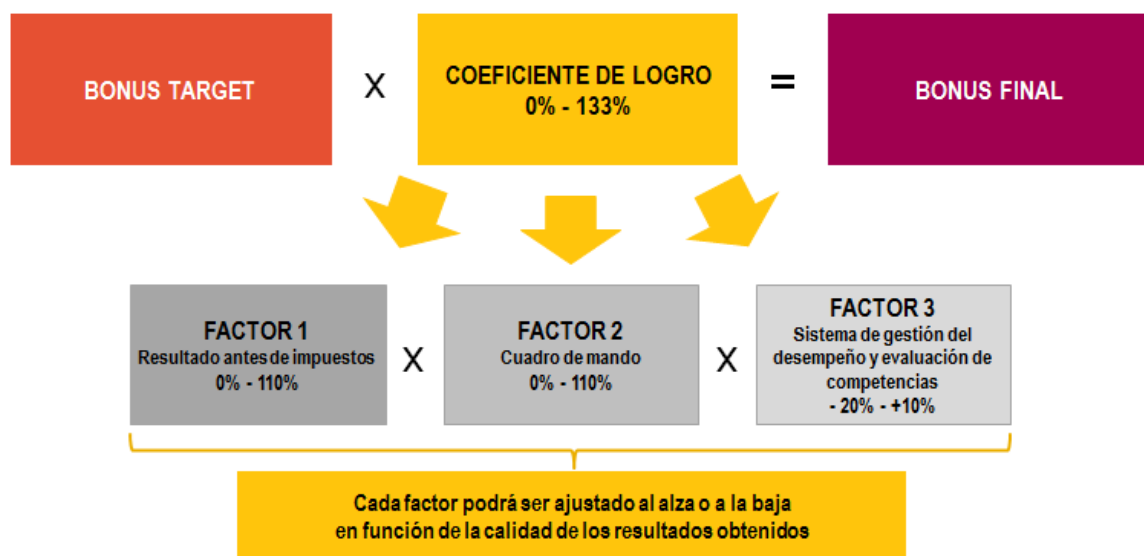 BONUS TARGET
X
COEFICIENTE DE LOGRO
0% - 133%
=
BONUS FINAL
FACTOR 1
Resultado antes de impuestos
0% - 110%
X
FACTOR 2
Cuadro de mando
0% - 110%
X
FACTOR 3
Sistema de gestión del
desempeño y evaluación de
competencias
- 20% - +10%
Cada factor podrá ser ajustado al alza o a la baja
en función de la calidad de los resultados obtenidos